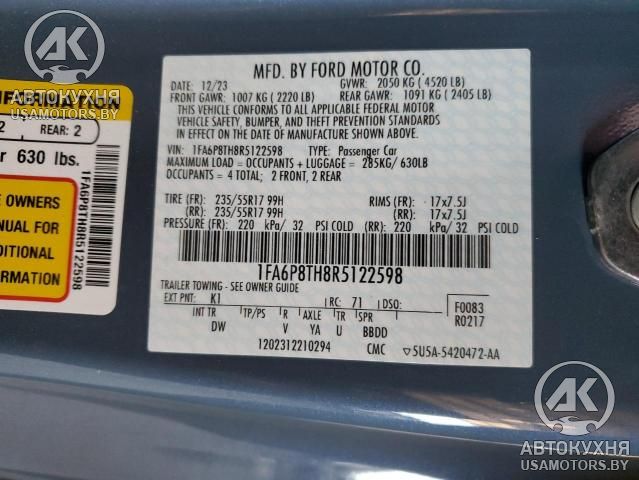 АК
АВТОКУХНЯ
USAMOTORS.BY
INFORMATION
2 REAR: 2
630 lbs.
E OWNERS
ANUAL FOR
DITIONAL
FORMATION
1FA6P8TH8R5122598
MFD. BY FORD MOTOR CO.
DATE: 12/23 GVWR: 2050 KG ( 4520 LB)
FRONT GAWR: 1007 KG ( 2220 LB) REAR GAWR: 1091 KG ( 2405 LB)
THIS VEHICLE CONFORMS TO ALL APPLICABLE FEDERAL MOTOR
VEHICLE SAFETY, BUMPER, AND THEFT PREVENTION STANDARDS
IN EFFECT ON THE DATE OF MANUFACTURE SHOWN ABOVE.
VIN: 1FA6P8TH8R5122598 TYPE: Passenger Car
MAXIMUM LOAD = OCCUPANTS + LUGGAGE = 285KG/ 630LB
OCCUPANTS = 4 TOTAL; 2 FRONT, 2 REAR
TIRE (FR): 235/55R17 99H RIMS (FR): 17x7.5J
(RR): 235/55R17 99H (RR): 17x7.5J
PRESSURE (FR): 220 kPa/ 32 PSI COLD (RR): 220 kPa/ 32 PSI COLD
1FA6P8TH8R5122598
TRAILER TOWING - SEE OWNER GUIDE
EXT PNT: K1 RC: 71 DSO: F0083
INT TR TP/PS R AXLE TR SPR R0217
DW V YA U BBDD
1202312210294 CMC 5U5A-5420472-AA
АК
АВТОКУХНЯ
USAMOTORS.BY